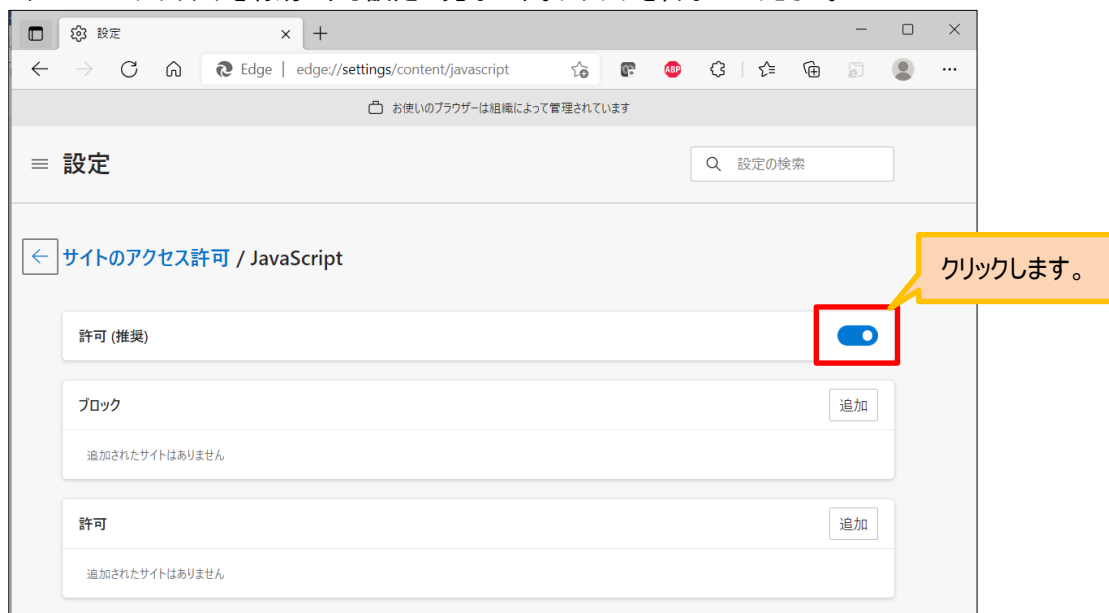 設定
Edge | edge://settings/content/javascript
ABP
お使いのブラウザーは組織によって管理されています
設定
設定の検索
サイトのアクセス許可 / JavaScript
クリックします。
許可 (推奨)
ブロック
追加
追加されたサイトはありません
許可
追加
追加されたサイトはありません